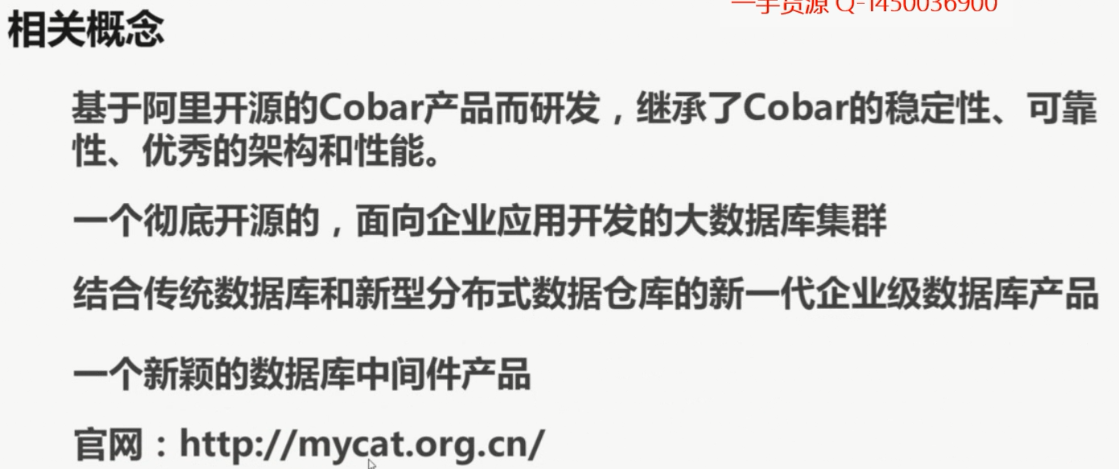 一手货源 Q-1450036900
相关概念
基于阿里开源的Cobar产品而研发，继承了Cobar的稳定性、可靠
性、优秀的架构和性能。
一个彻底开源的，面向企业应用开发的大数据库集群
结合传统数据库和新型分布式数据仓库的新一代企业级数据库产品
一个新颖的数据库中间件产品
官网：http://mycat.org.cn/